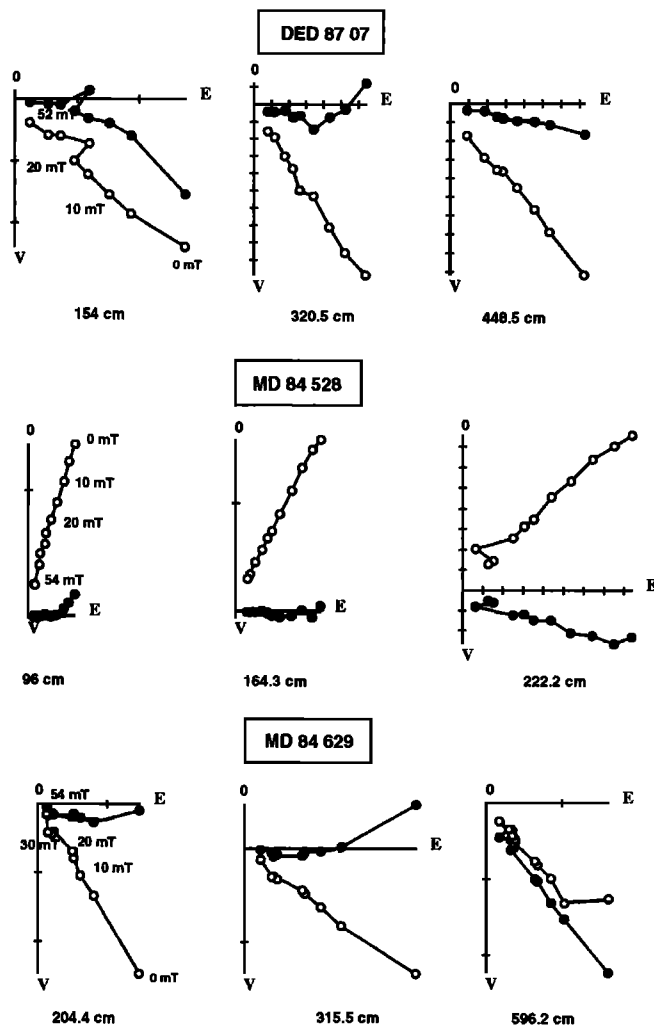 DED 87 07
0
E
52 mT
20 mT
10 mT
0 mT
V
154 cm
0
E
V
320.5 cm
0
E
V
448.5 cm
MD 84 528
0
0 mT
10 mT
20 mT
54 mT
E
V
96 cm
0
E
V
164.3 cm
0
E
V
222.2 cm
MD 84 629
0
54 mT
E
30 mT
20 mT
10 mT
0 mT
V
204.4 cm
0
E
V
315.5 cm
0
E
V
596.2 cm